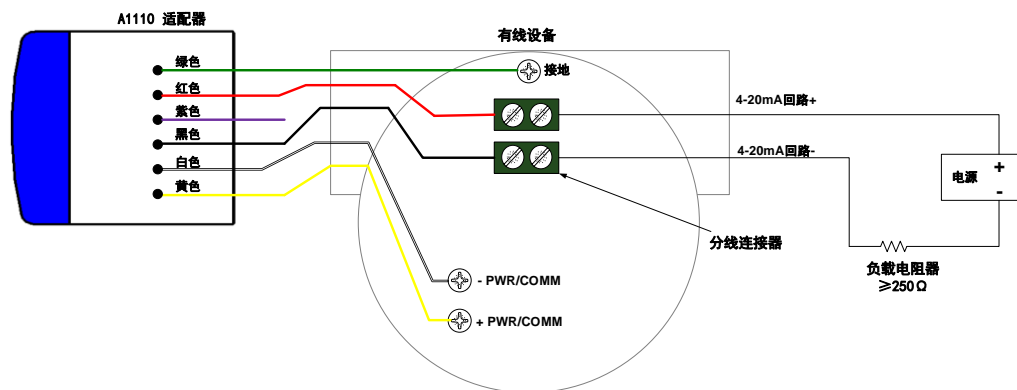 A1110 适配器
有线设备
绿色
接地
红色
4-20mA回路+
紫色
黑色
4-20mA回路-
白色
黄色
电源
+
-
分线连接器
负载电阻器
≥250Ω
- PWR/COMM
+ PWR/COMM